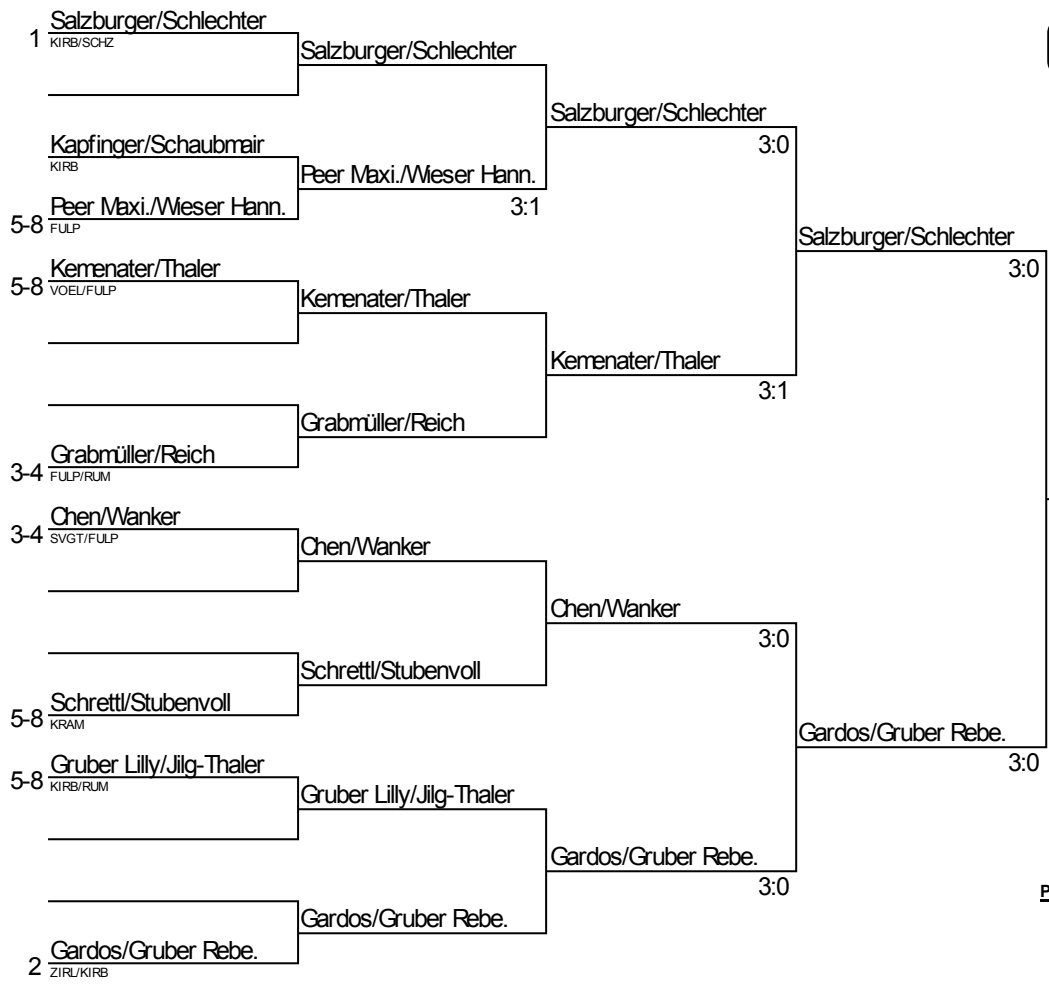 Salzburger/Schlechter
1
KIRB/SCHZ
Kapfinger/Schaubmair
KIRB
Peer Maxi./Wieser Hann.
5-8
FULP
Kemenater/Thaler
5-8
VOEL/FULP
Grabmüller/Reich
3-4
FULP/RUM
Chen/Wanker
3-4
SVGT/FULP
Schrettl/Stubenvoll
5-8
KRAM
Gruber Lilly/Jilg-Thaler
5-8
KIRB/RUM
Gardos/Gruber Rebe.
2
ZIRL/KIRB
Salzburger/Schlechter
Peer Maxi./Wieser Hann.
3:1
Kemenater/Thaler
Grabmüller/Reich
Chen/Wanker
Schrettl/Stubenvoll
Gruber Lilly/Jilg-Thaler
Gardos/Gruber Rebe.
Salzburger/Schlechter
3:0
Kemenater/Thaler
3:1
Chen/Wanker
3:0
Gardos/Gruber Rebe.
3:0
Salzburger/Schlechter
3:0
Gardos/Gruber Rebe.
3:0
P